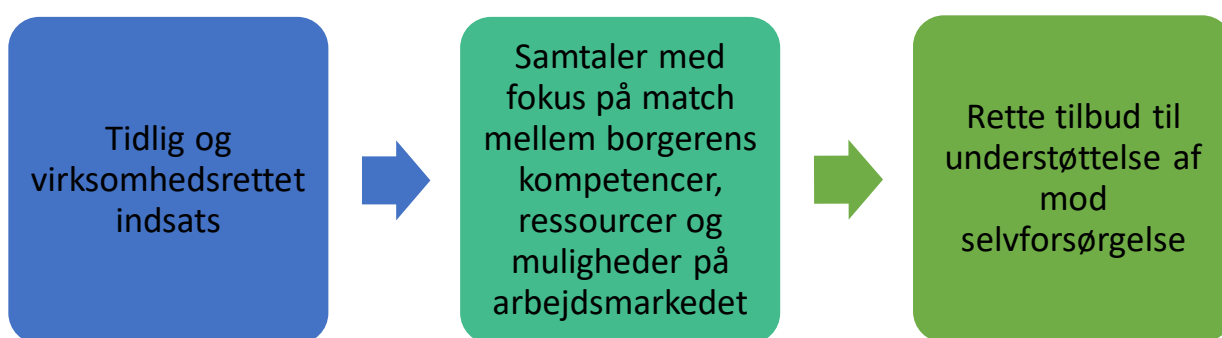 Tidlig og
virksomhedsrettet
indsats
Samtaler med
fokus på match
mellem borgerens
kompetencer,
ressourcer og
muligheder på
arbejdsmarkedet
Rette tilbud til
understøttelse af
mod
selvforsørgelse